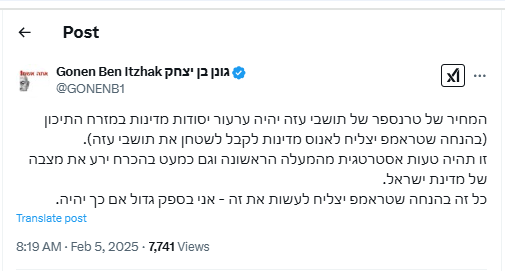 Post
Gonen Ben Itzhak גונן בן יצחק
@GONENB1
המחיר של טרנספר של תושבי עזה יהיה ערעור יסודות מדינות במזרח התיכון
(בהנחה שטראמפ יצליח לאנוס מדינות לקבל לשטחן את תושבי עזה).
זו תהיה טעות אסטרטגית מהמעלה הראשונה וגם כמעט בהכרח ירע את מצבה
של מדינת ישראל.
כל זה בהנחה שטראמפ יצליח לעשות את זה - אני בספק גדול אם כך יהיה.
Translate post
8:19 AM · Feb 5, 2025 · 7,741 Views